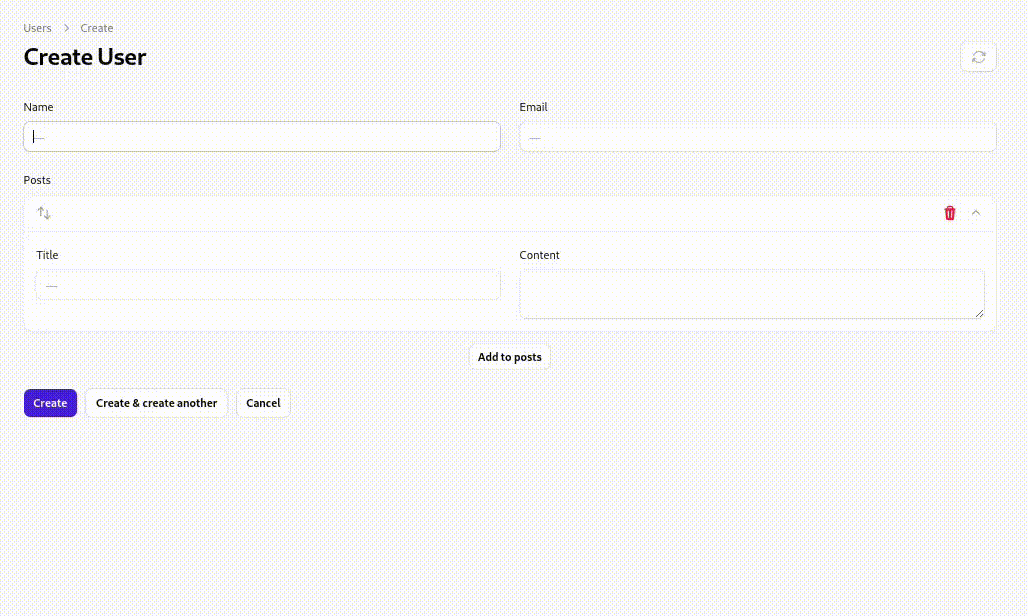 Users > Create
Create User
Name Email
— —
Posts
Title Content
—
Add to posts
Create Create & create another Cancel